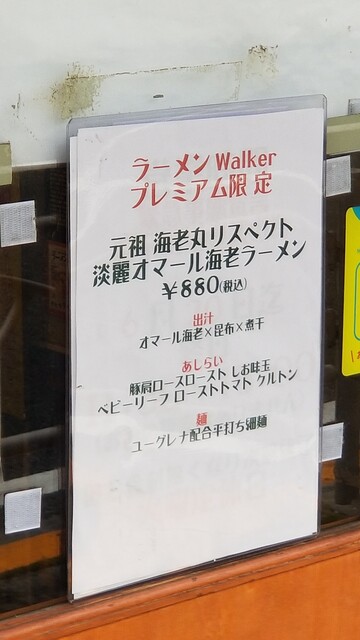 ラーメンWalker
プレミアム限定
元祖 海老丸リスペクト
淡麗オマール海老ラーメン
￥880(税込)
出汁
オマール海老×昆布×煮干
あしらい
豚肩ロースロースト しお味玉
ベビーリーフ ローストトマト クルトン
麺
ユーグレナ配合平打ち細麺